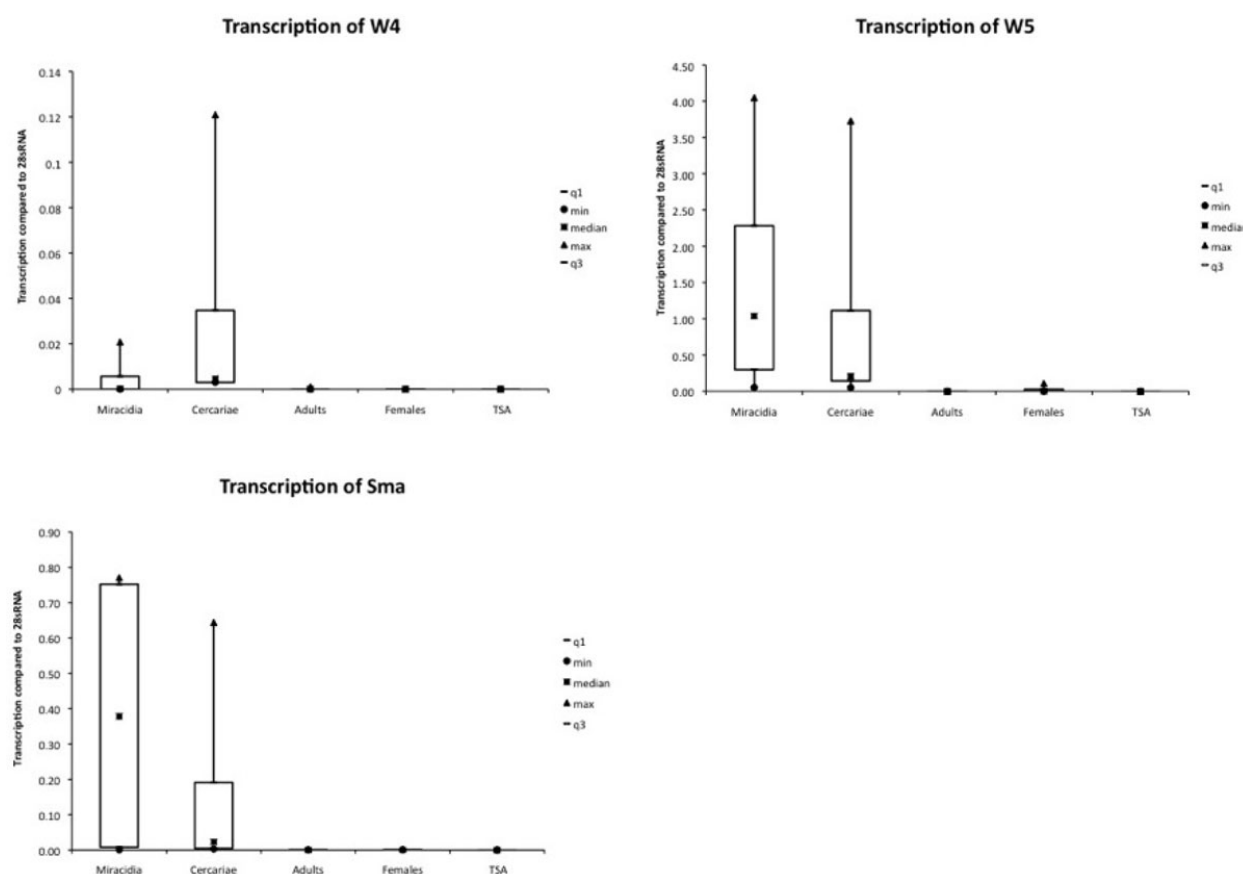 Transcription of W4
Transcription compared to 28sRNA
0.14
0.12
0.1
0.08
0.06
0.04
0.02
0
Miracidia Cercariae Adults Females TSA
q1
min
median
max
q3
Transcription of W5
Transcription compared to 28sRNA
4.50
4.00
3.50
3.00
2.50
2.00
1.50
1.00
0.50
0.00
Miracidia Cercariae Adults Females TSA
q1
min
median
max
q3
Transcription of Sma
Transcription compared to 28sRNA
0.90
0.80
0.70
0.60
0.50
0.40
0.30
0.20
0.10
0.00
Miracidia Cercariae Adults Females TSA
q1
min
median
max
q3